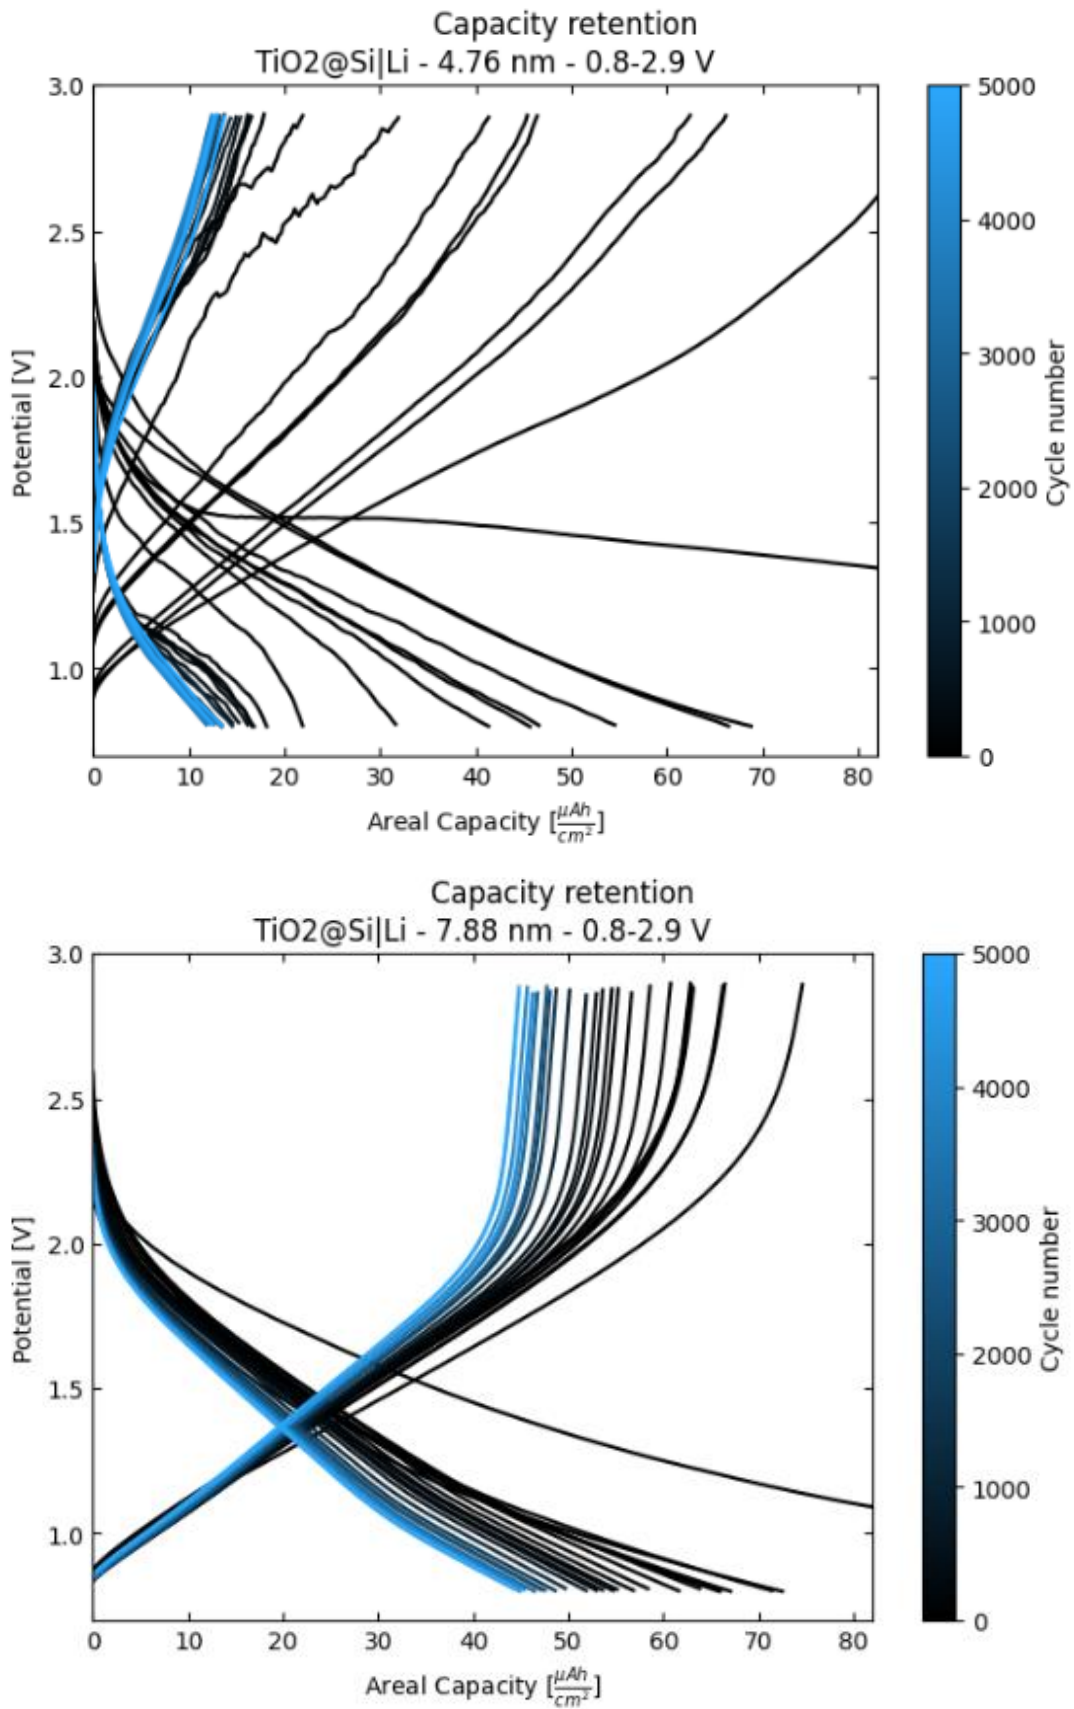 Capacity retention
TiO2@Si|Li - 4.76 nm - 0.8-2.9 V
3.0
2.5
2.0
1.5
1.0
Potential [V]
0 10 20 30 40 50 60 70 80
Areal Capacity [μAh/cm²]
5000
4000
3000
2000
1000
0
Cycle number
Capacity retention
TiO2@Si|Li - 7.88 nm - 0.8-2.9 V
3.0
2.5
2.0
1.5
1.0
Potential [V]
0 10 20 30 40 50 60 70 80
Areal Capacity [μAh/cm²]
5000
4000
3000
2000
1000
0
Cycle number